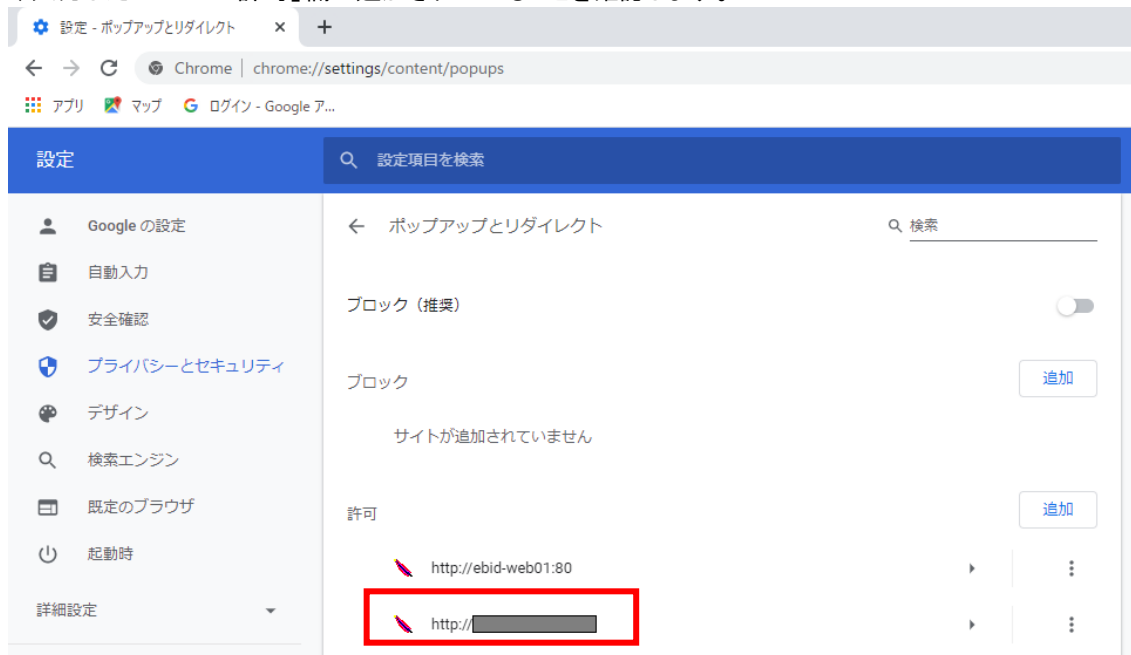 設定 - ポップアップとリダイレクト
Chrome | chrome://settings/content/popups
アプリ マップ G ログイン - Google ア...
設定 設定項目を検索
Google の設定
自動入力
安全確認
プライバシーとセキュリティ
デザイン
検索エンジン
既定のブラウザ
起動時
詳細設定
ポップアップとリダイレクト 検索
ブロック（推奨）
ブロック 追加
サイトが追加されていません
許可 追加
http://ebid-web01:80
http://